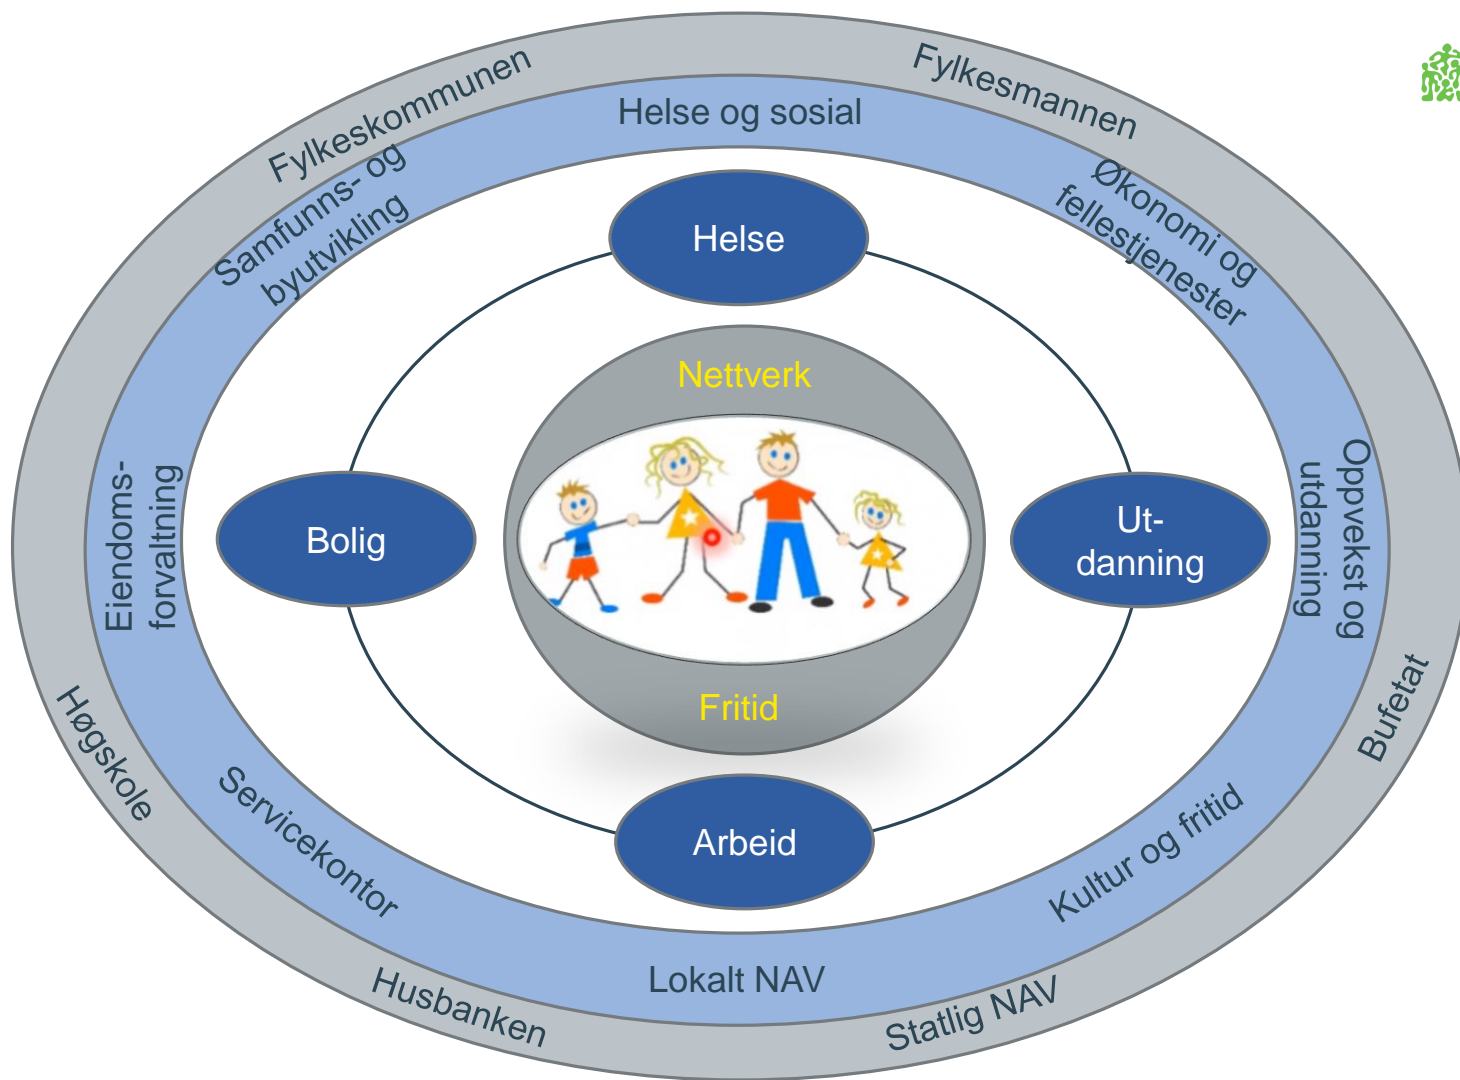 Fylkeskommunen
Fylkesmannen
Helse og sosial
Samfunns- og
byutvikling
Økonomi og
fellestjenester
Helse
Nettverk
Eiendoms-
forvaltning
Bolig
Ut-
danning
Oppvekst og
utdanning
Fritid
Høgskole
Bufetat
Servicekontor
Arbeid
Kultur og fritid
Lokalt NAV
Husbanken
Statlig NAV